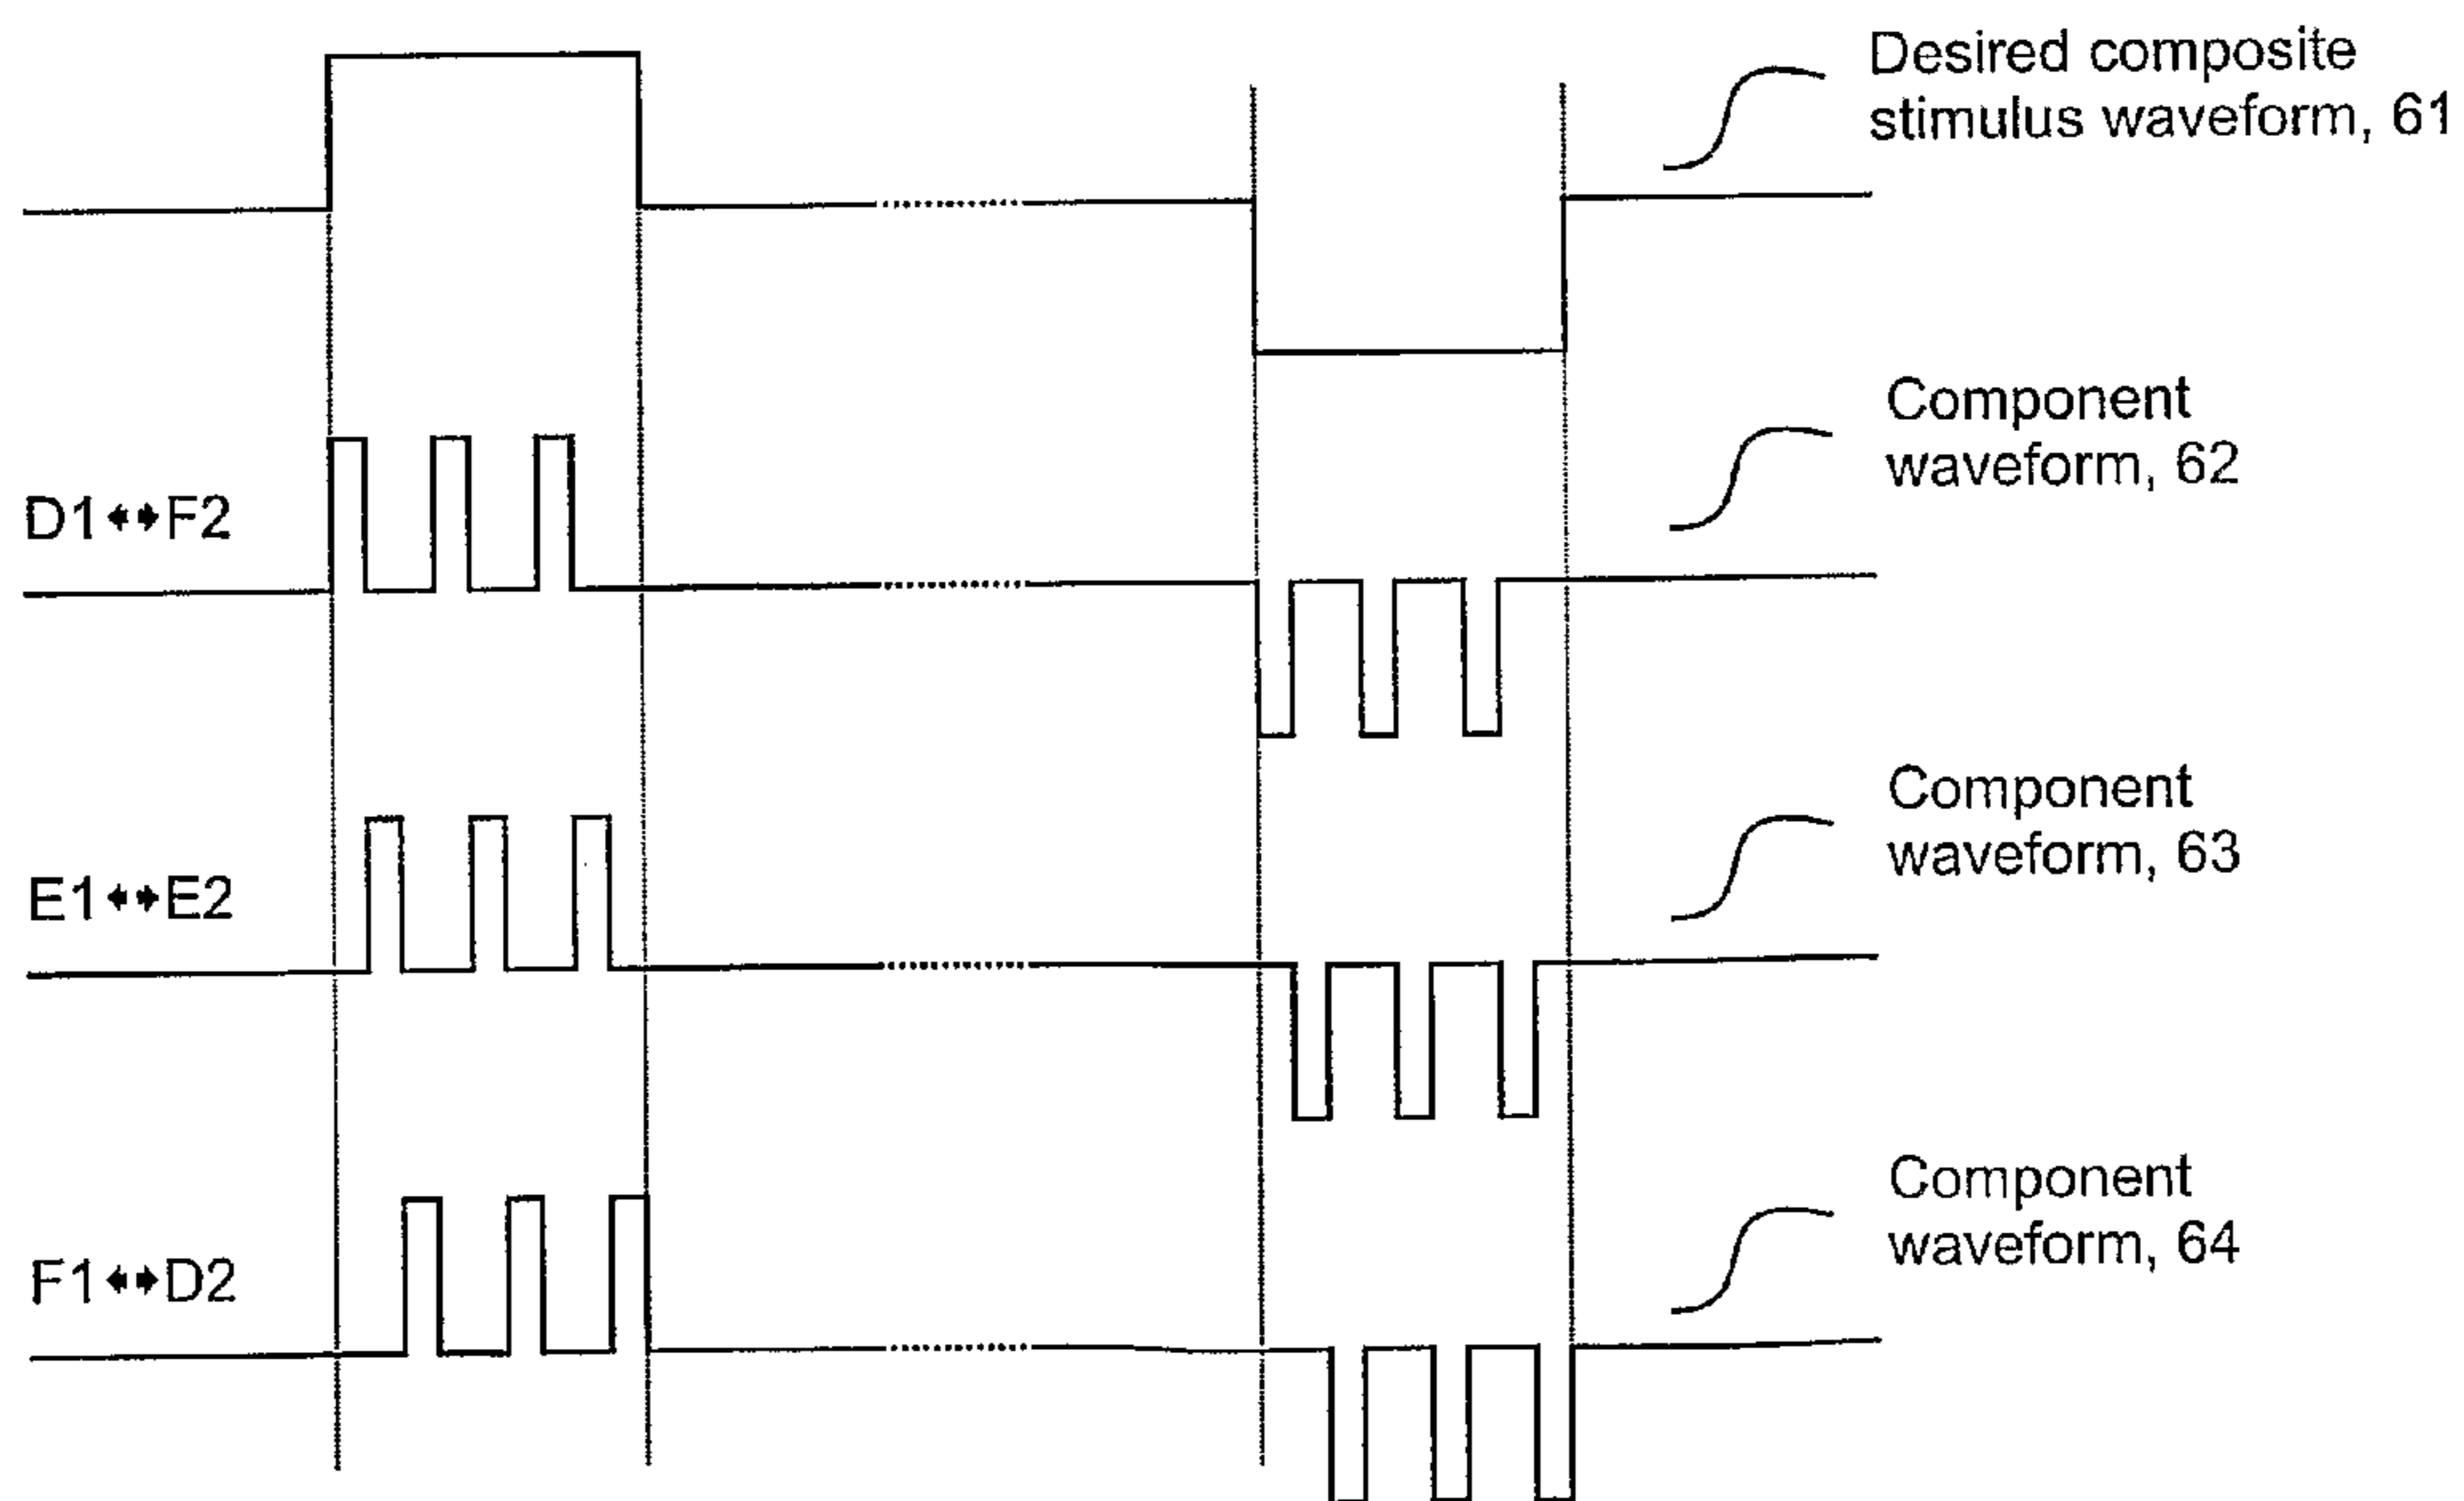 Desired composite
stimulus waveform, 61
Component
waveform, 62
D1↔F2
Component
waveform, 63
E1↔E2
Component
waveform, 64
F1↔D2